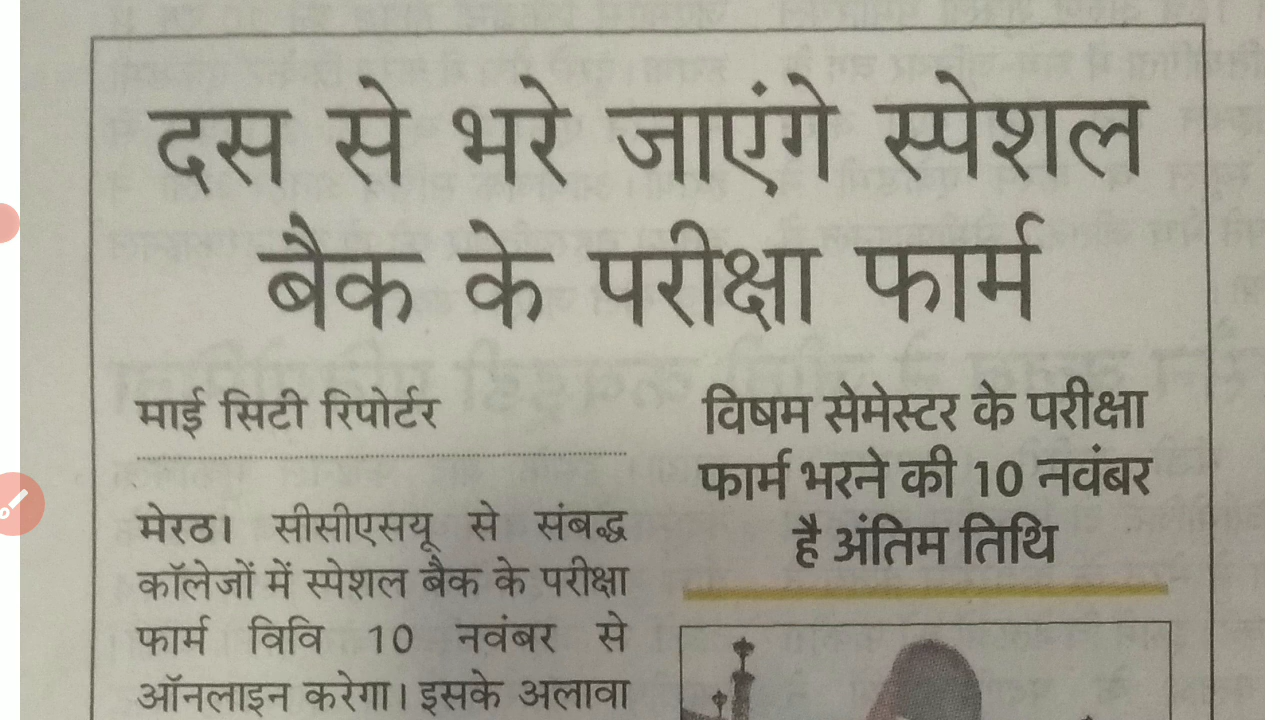 दस से भरे जाएंगे स्पेशल
बैक के परीक्षा फार्म
माई सिटी रिपोर्टर
मेरठ। सीसीएसयू से संबद्ध
कॉलेजों में स्पेशल बैक के परीक्षा
फार्म विवि 10 नवंबर से
ऑनलाइन करेगा। इसके अलावा
विषम सेमेस्टर के परीक्षा
फार्म भरने की 10 नवंबर
है अंतिम तिथि